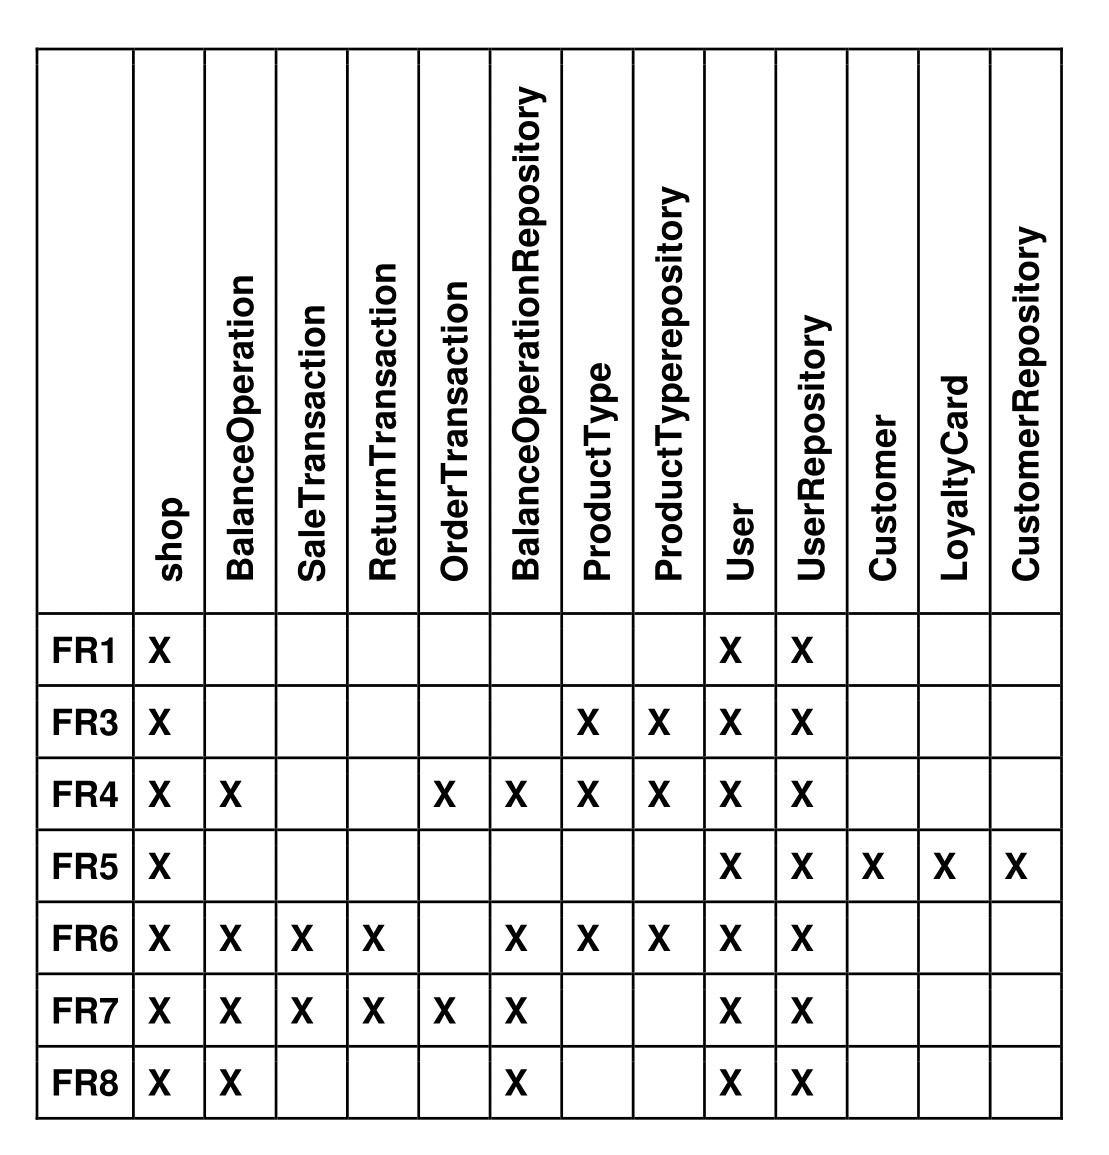 shop BalanceOperation SaleTransaction ReturnTransaction OrderTransaction BalanceOperationRepository ProductType ProductTyperepository User UserRepository Customer LoyaltyCard CustomerRepository
FR1 X X X
FR3 X X X X X
FR4 X X X X X X X X
FR5 X X X X X X
FR6 X X X X X X X X X
FR7 X X X X X X X X
FR8 X X X X X